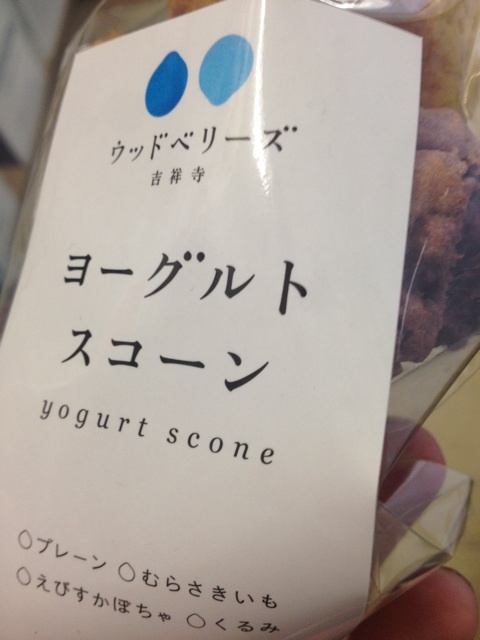 ウッドベリーズ
吉祥寺
ヨーグルト
スコーン
yogurt scone
○プレーン ○むらさきいも
○えびすかぼちゃ ○くるみ